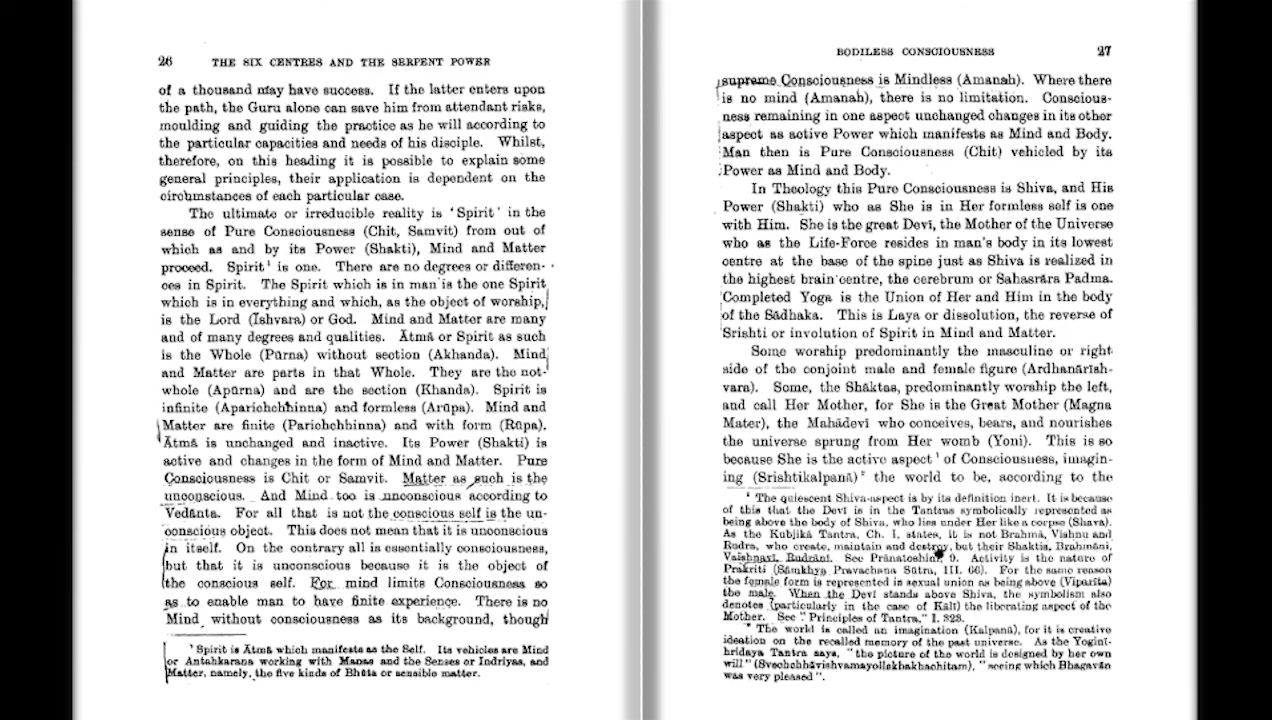 26 THE SIX CENTRES AND THE SERPENT POWER
of a thousand may have success. If the latter enters upon
the path, the Guru alone can save him from attendant risks,
moulding and guiding the practice as he will according to
the particular capacities and needs of his disciple. Whilst,
therefore, on this heading it is possible to explain some
general principles, their application is dependent on the
circumstances of each particular case.
The ultimate or irreducible reality is 'Spirit' in the
sense of Pure Consciousness (Chit, Samvit) from out of
which as and by its Power (Shakti), Mind and Matter
proceed. Spirit¹ is one. There are no degrees or differen-
ces in Spirit. The Spirit which is in man is the one Spirit
which is in everything and which, as the object of worship,
is the Lord (Īshvara) or God. Mind and Matter are many
and of many degrees and qualities. Ātmā or Spirit as such
is the Whole (Pūrna) without section (Akhanda). Mind
and Matter are parts in that Whole. They are the not-
whole (Apūrna) and are the section (Khanda). Spirit is
infinite (Aparichchhinna) and formless (Arūpa). Mind and
Matter are finite (Parichchhinna) and with form (Rūpa).
Ātmā is unchanged and inactive. Its Power (Shakti) is
active and changes in the form of Mind and Matter. Pure
Consciousness is Chit or Samvit. Matter as such is the
unconscious. And Mind too is unconscious according to
Vedānta. For all that is not the conscious self is the un-
conscious object. This does not mean that it is unconscious
in itself. On the contrary all is essentially consciousness,
but that it is unconscious because it is the object of
the conscious self. For mind limits Consciousness so
as to enable man to have finite experience. There is no
Mind without consciousness as its background, though
¹ Spirit is Ātmā which manifests as the Self. Its vehicles are Mind
or Antahkarana working with Manas and the Senses or Indriyas, and
Matter, namely, the five kinds of Bhūta or sensible matter.
BODILESS CONSCIOUSNESS 27
supreme Consciousness is Mindless (Amanah). Where there
is no mind (Amanah), there is no limitation. Conscious-
ness remaining in one aspect unchanged changes in its other
aspect as active Power which manifests as Mind and Body.
Man then is Pure Consciousness (Chit) vehicled by its
Power as Mind and Body.
In Theology this Pure Consciousness is Shiva, and His
Power (Shakti) who as She is in Her formless self is one
with Him. She is the great Devī, the Mother of the Universe
who as the Life-Force resides in man's body in its lowest
centre at the base of the spine just as Shiva is realized in
the highest brain centre, the cerebrum or Sahasrāra Padma.
Completed Yoga is the Union of Her and Him in the body
of the Sādhaka. This is Laya or dissolution, the reverse of
Srishti or involution of Spirit in Mind and Matter.
Some worship predominantly the masculine or right
side of the conjoint male and female figure (Ardhanārīsh-
vara). Some, the Shāktas, predominantly worship the left,
and call Her Mother, for She is the Great Mother (Magna
Mater), the Mahādevī who conceives, bears, and nourishes
the universe sprung from Her womb (Yoni). This is so
because She is the active aspect¹ of Consciousness, imagin-
ing (Srishtikalpanā)² the world to be, according to the
¹ The quiescent Shiva-aspect is by its definition inert. It is because
of this that the Devī is in the Tantras symbolically represented as
being above the body of Shiva, who lies under Her like a corpse (Shava).
As the Kubjikā Tantra, Ch. I, states, it is not Brahmā, Vishnu and
Rudra, who create, maintain and destroy, but their Shaktis, Brahmānī,
Vaishnavī, Rudrānī. See Prānatoshinī, 9. Activity is the nature of
Prakriti (Sāmkhya Pravachana Sūtra, III. 66). For the same reason
the female form is represented in sexual union as being above (Viparīta)
the male. When the Devī stands above Shiva, the symbolism also
denotes (particularly in the case of Kālī) the liberating aspect of the
Mother. See "Principles of Tantra," I. 323.
² The world is called an imagination (Kalpanā), for it is creative
ideation on the recalled memory of the past universe. As the Yoginī-
hridaya Tantra says, "the picture of the world is designed by her own
will" (Svechchhāvishvamayollekhakhachitam), "seeing which Bhagavān
was very pleased".